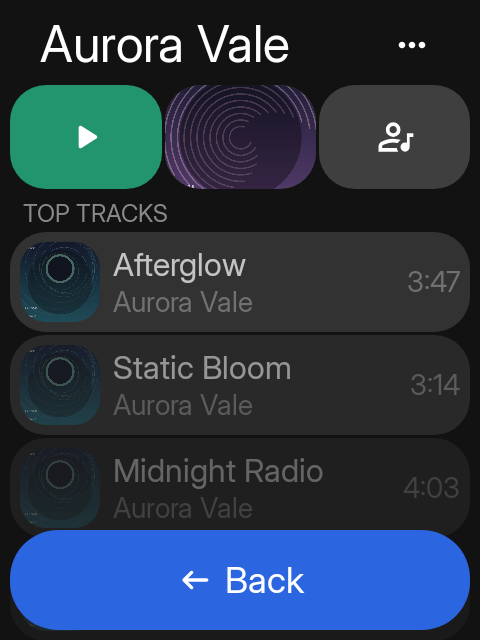 Aurora Vale
TOP TRACKS
Afterglow
Aurora Vale
3:47
Static Bloom
Aurora Vale
3:14
Midnight Radio
Aurora Vale
4:03
Back